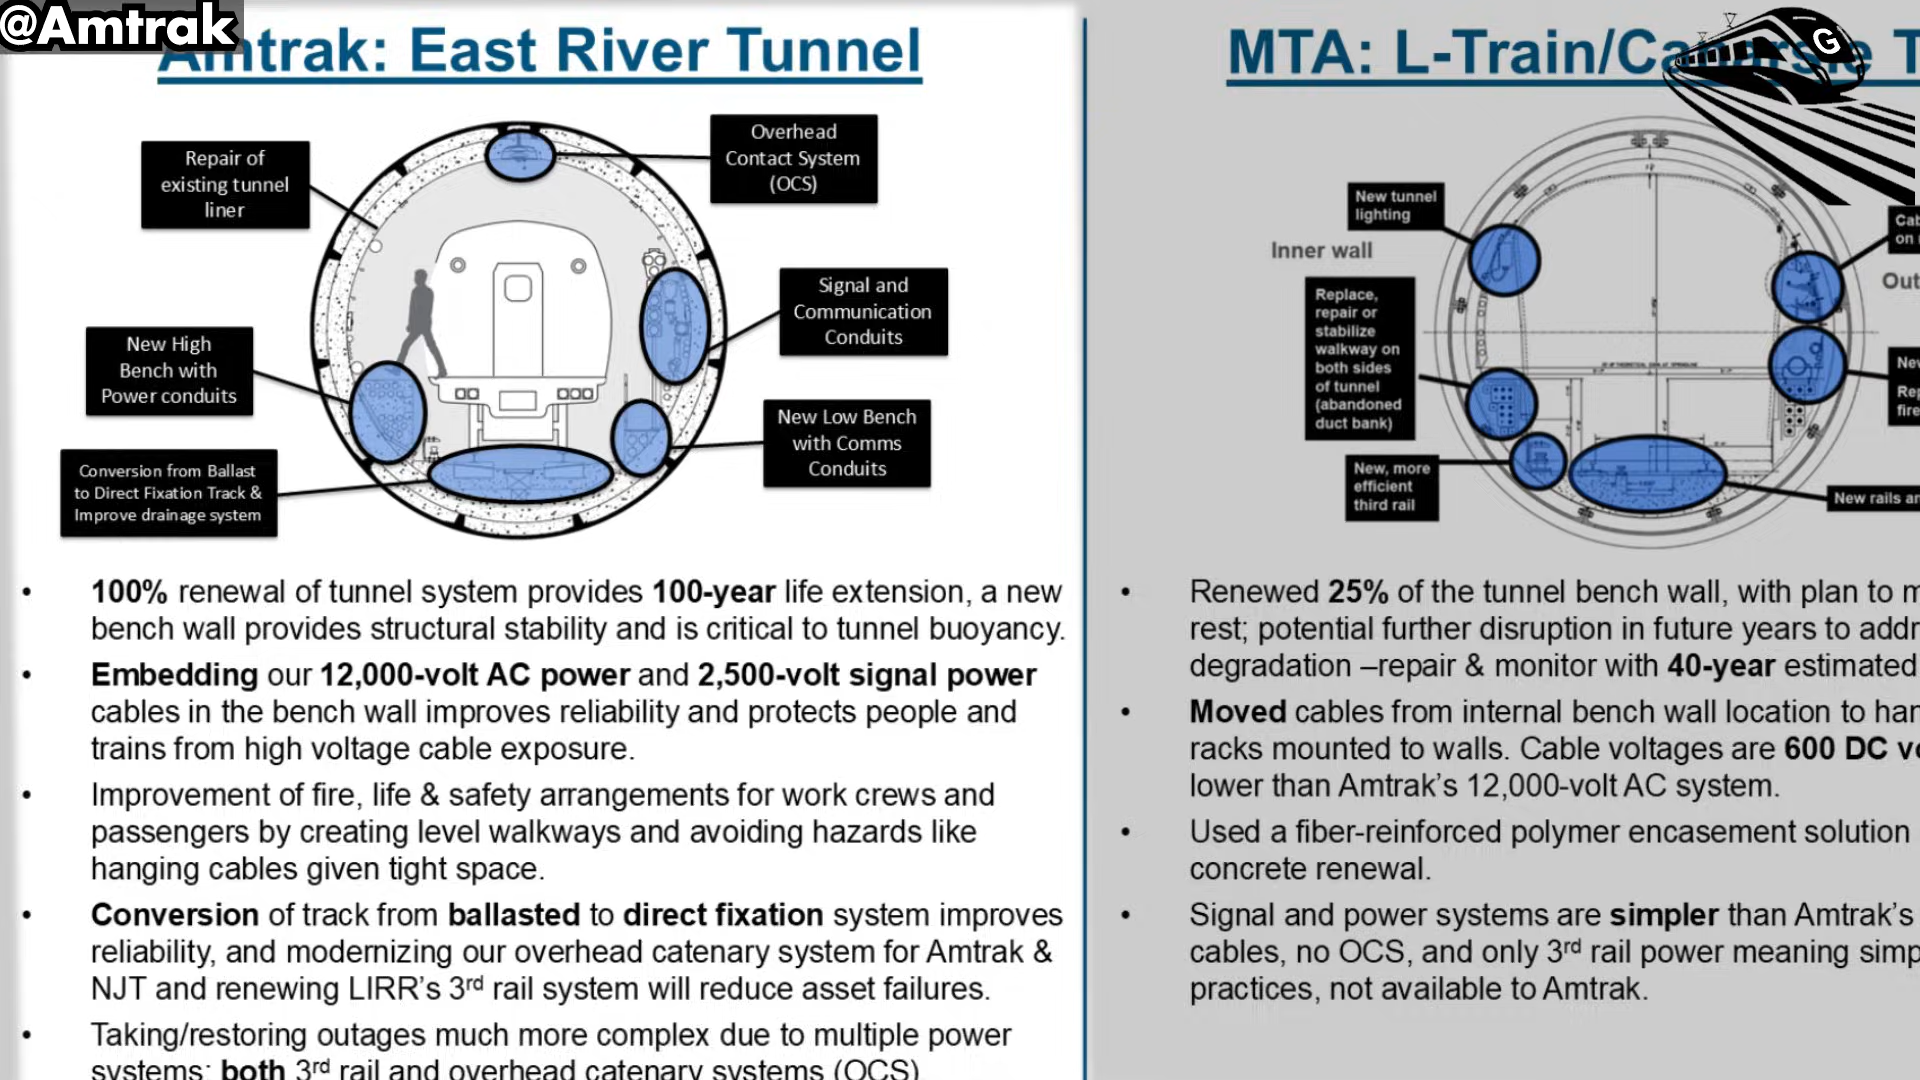 @Amtrak
Amtrak: East River Tunnel
Repair of
existing tunnel
liner
Overhead
Contact System
(OCS)
Signal and
Communication
Conduits
New High
Bench with
Power conduits
New Low Bench
with Comms
Conduits
Conversion from Ballast
to Direct Fixation Track &
Improve drainage system
• 100% renewal of tunnel system provides 100-year life extension, a new
bench wall provides structural stability and is critical to tunnel buoyancy.
• Embedding our 12,000-volt AC power and 2,500-volt signal power
cables in the bench wall improves reliability and protects people and
trains from high voltage cable exposure.
• Improvement of fire, life & safety arrangements for work crews and
passengers by creating level walkways and avoiding hazards like
hanging cables given tight space.
• Conversion of track from ballasted to direct fixation system improves
reliability, and modernizing our overhead catenary system for Amtrak &
NJT and renewing LIRR's 3rd rail system will reduce asset failures.
• Taking/restoring outages much more complex due to multiple power
systems: both 3rd rail and overhead catenary systems (OCS).
MTA: L-Train/Canarsie T
G
New tunnel
lighting
Inner wall
Replace,
repair or
stabilize
walkway on
both sides
of tunnel
(abandoned
duct bank)
New, more
efficient
third rail
Cab
on
Out
New
Rep
fire
New rails an
• Renewed 25% of the tunnel bench wall, with plan to m
rest; potential further disruption in future years to addr
degradation –repair & monitor with 40-year estimated
• Moved cables from internal bench wall location to han
racks mounted to walls. Cable voltages are 600 DC vo
lower than Amtrak's 12,000-volt AC system.
• Used a fiber-reinforced polymer encasement solution
concrete renewal.
• Signal and power systems are simpler than Amtrak's
cables, no OCS, and only 3rd rail power meaning simp
practices, not available to Amtrak.